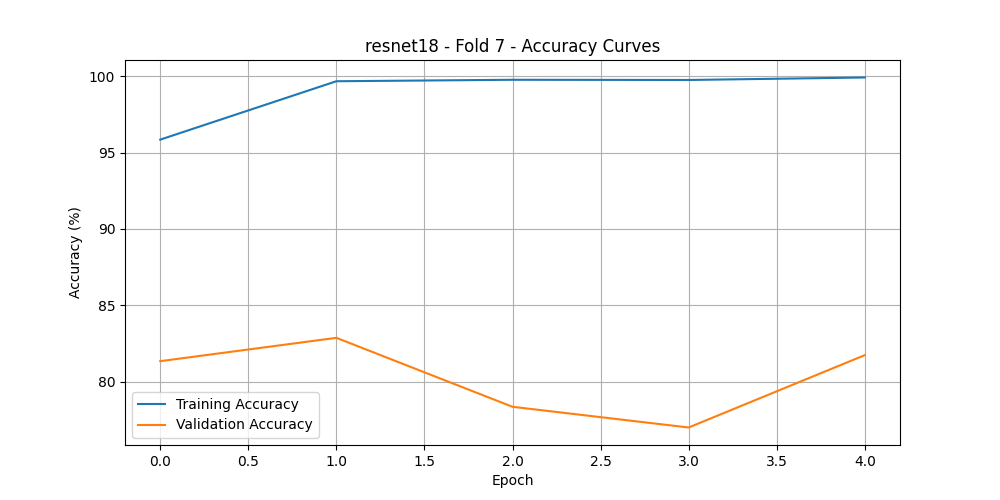 resnet18 - Fold 7 - Accuracy Curves
100
95
90
85
80
Accuracy (%)
Training Accuracy
Validation Accuracy
0.0 0.5 1.0 1.5 2.0 2.5 3.0 3.5 4.0
Epoch